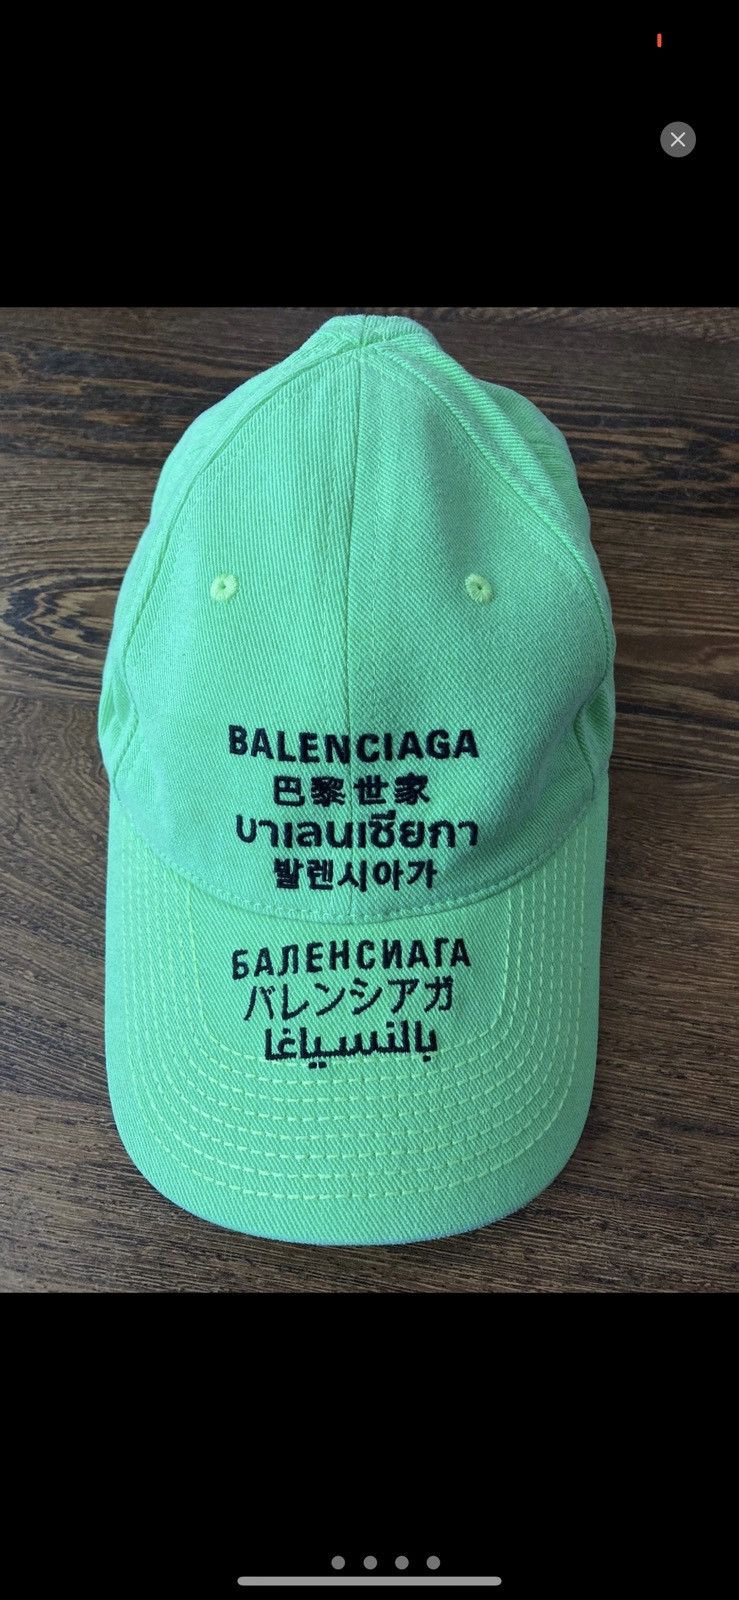 BALENCIAGA
巴黎世家
บาเลนเซียกา
발렌시아가
БАЛЕНСИАГА
バレンシアガ
بالنسياغا